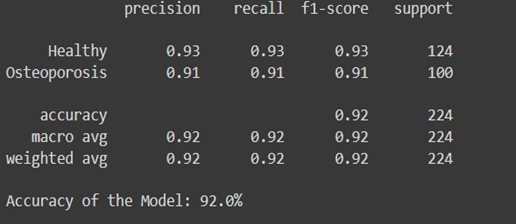 precision recall f1-score support
Healthy 0.93 0.93 0.93 124
Osteoporosis 0.91 0.91 0.91 100
accuracy 0.92 224
macro avg 0.92 0.92 0.92 224
weighted avg 0.92 0.92 0.92 224
Accuracy of the Model: 92.0%